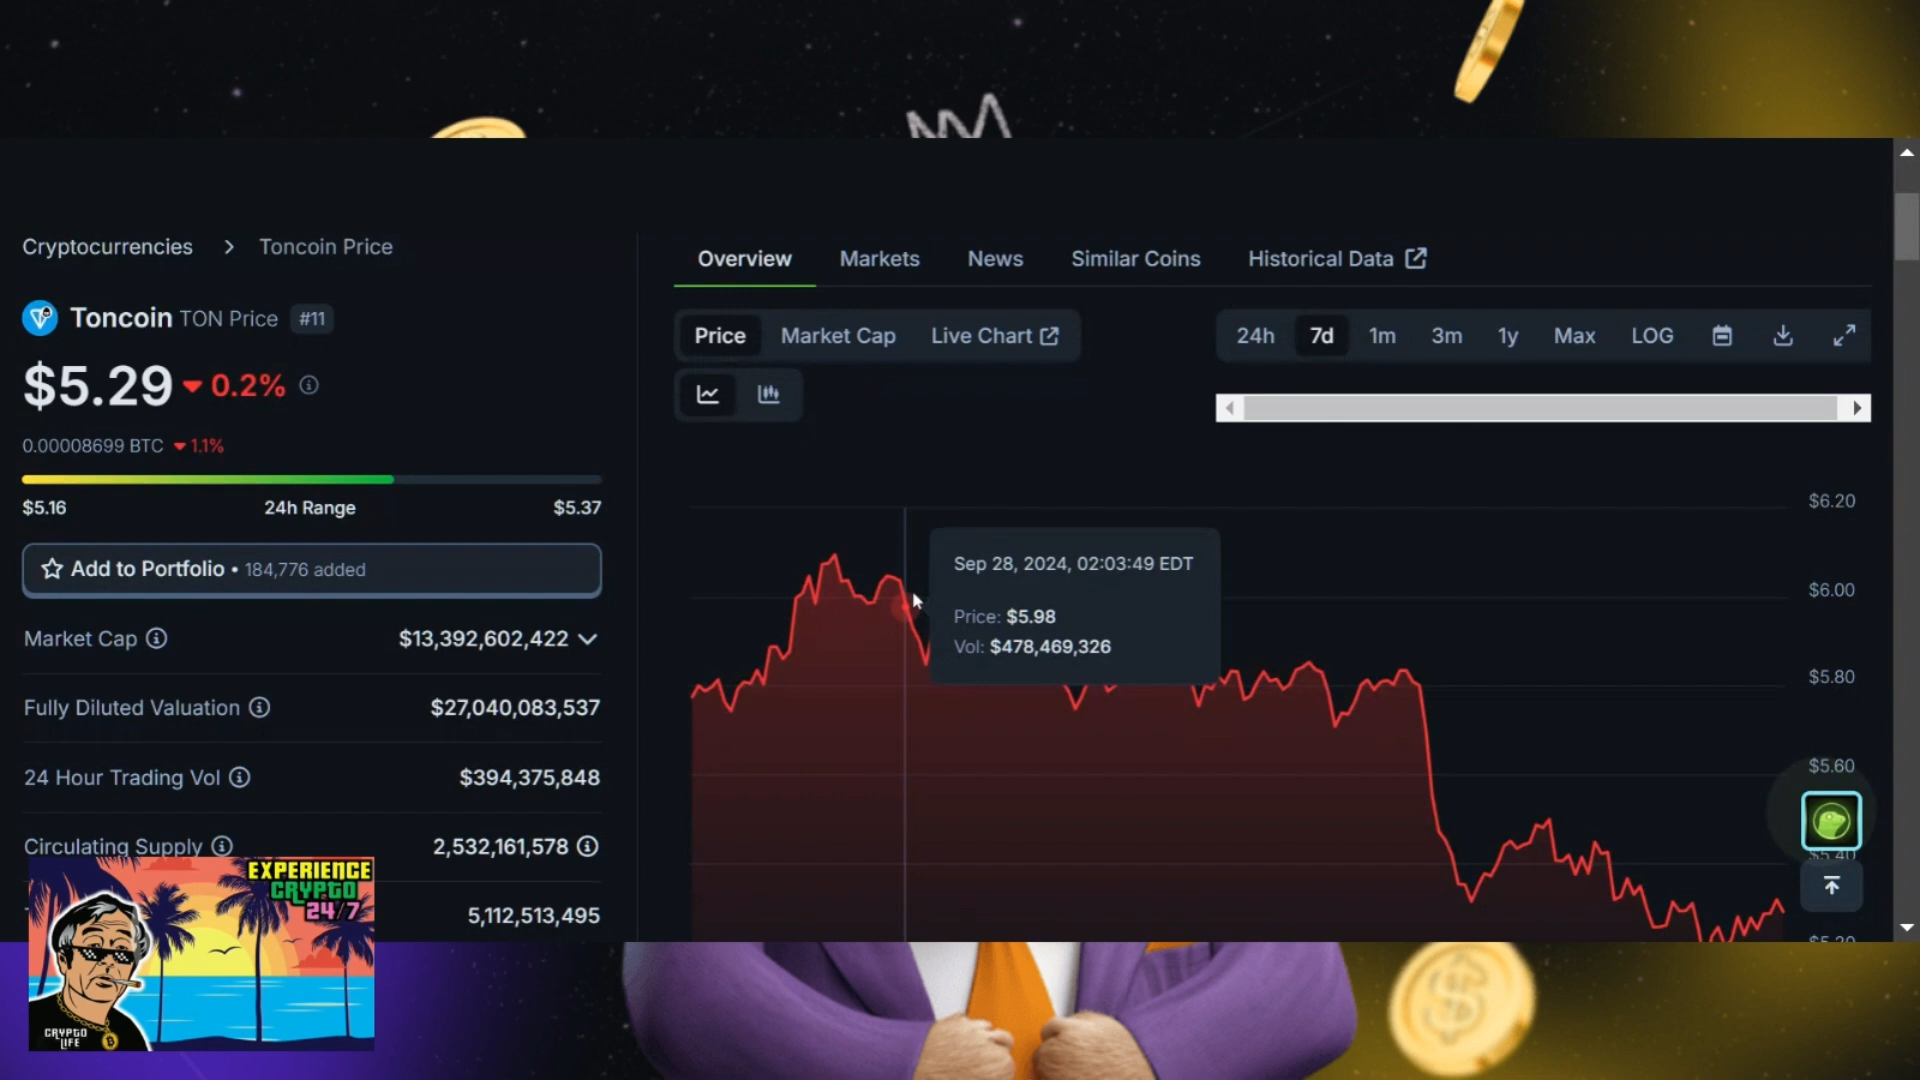 Cryptocurrencies > Toncoin Price
Toncoin TON Price #11
$5.29 0.2%
0.00008699 BTC 1.1%
$5.16 24h Range $5.37
Add to Portfolio • 184,776 added
Market Cap $13,392,602,422
Fully Diluted Valuation $27,040,083,537
24 Hour Trading Vol $394,375,848
Circulating Supply 2,532,161,578
5,112,513,495
Overview Markets News Similar Coins Historical Data
Price Market Cap Live Chart
24h 7d 1m 3m 1y Max LOG
Sep 28, 2024, 02:03:49 EDT
Price: $5.98
Vol: $478,469,326
$6.20
$6.00
$5.80
$5.60
$5.40
EXPERIENCE
CRYPTO
24/7
CRYPTO
LIFE